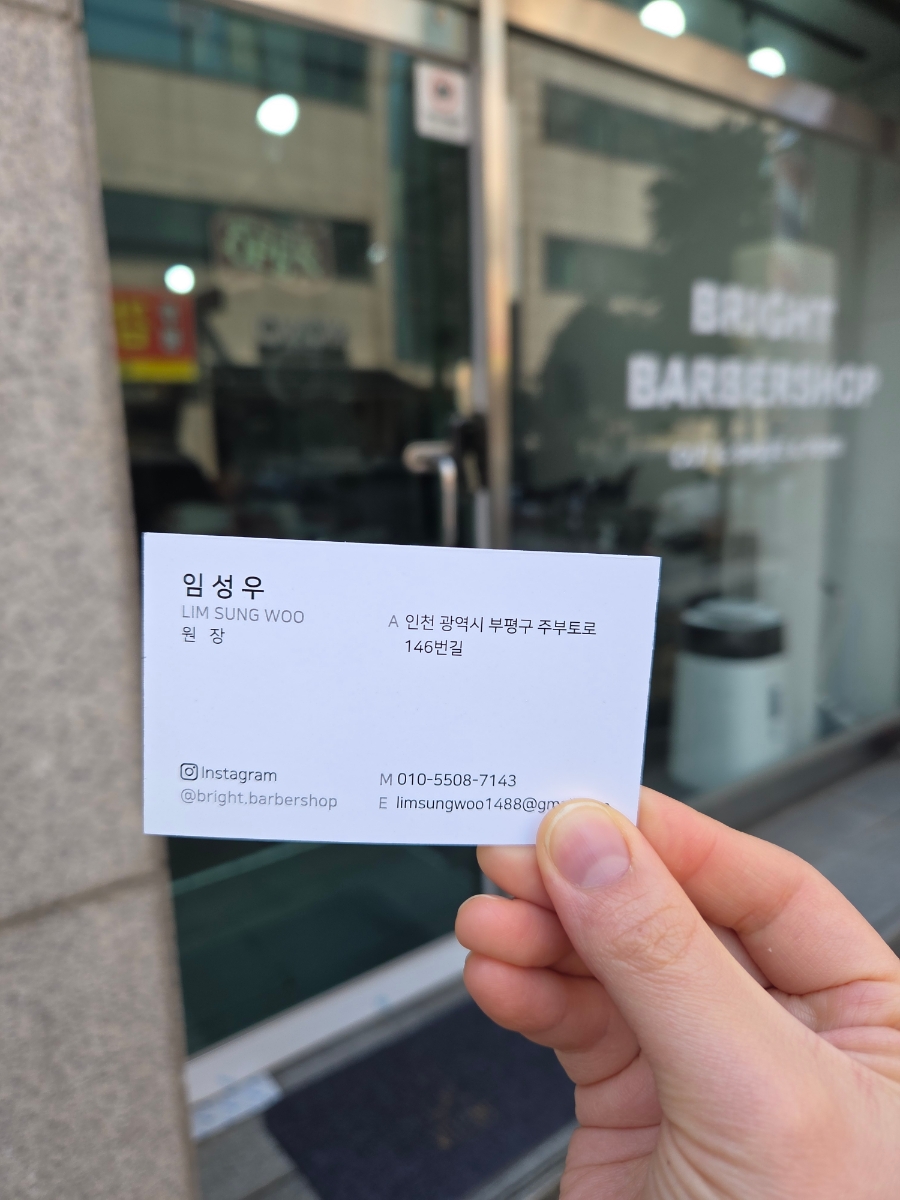 OPEN
BRIGHT
BARBERSHOP
임성우
LIM SUNG WOO
원 장
A 인천 광역시 부평구 주부토로
146번길
Instagram
@bright.barbershop
M 010-5508-7143
E limsungwoo1488@gm